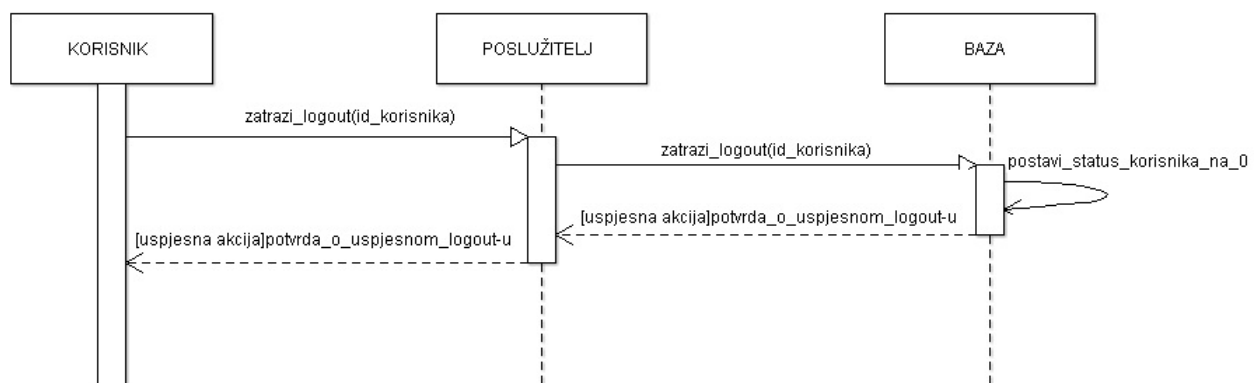 KORISNIK
POSLUŽITELJ
BAZA
zatrazi_logout(id_korisnika)
zatrazi_logout(id_korisnika)
postavi_status_korisnika_na_0
[uspjesna akcija]potvrda_o_uspjesnom_logout-u
[uspjesna akcija]potvrda_o_uspjesnom_logout-u